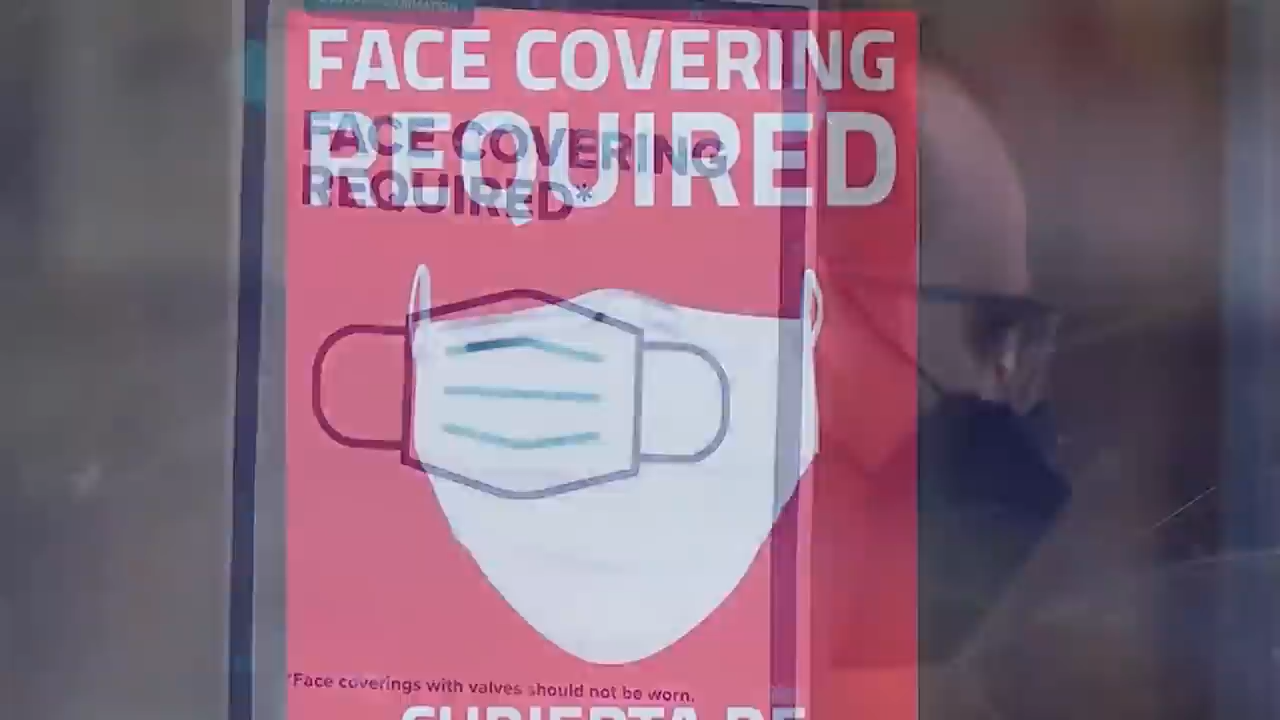 FACE COVERING
REQUIRED
FACE COVERING
REQUIRED*
*Face coverings with valves should not be worn.
CUBIERTA DE